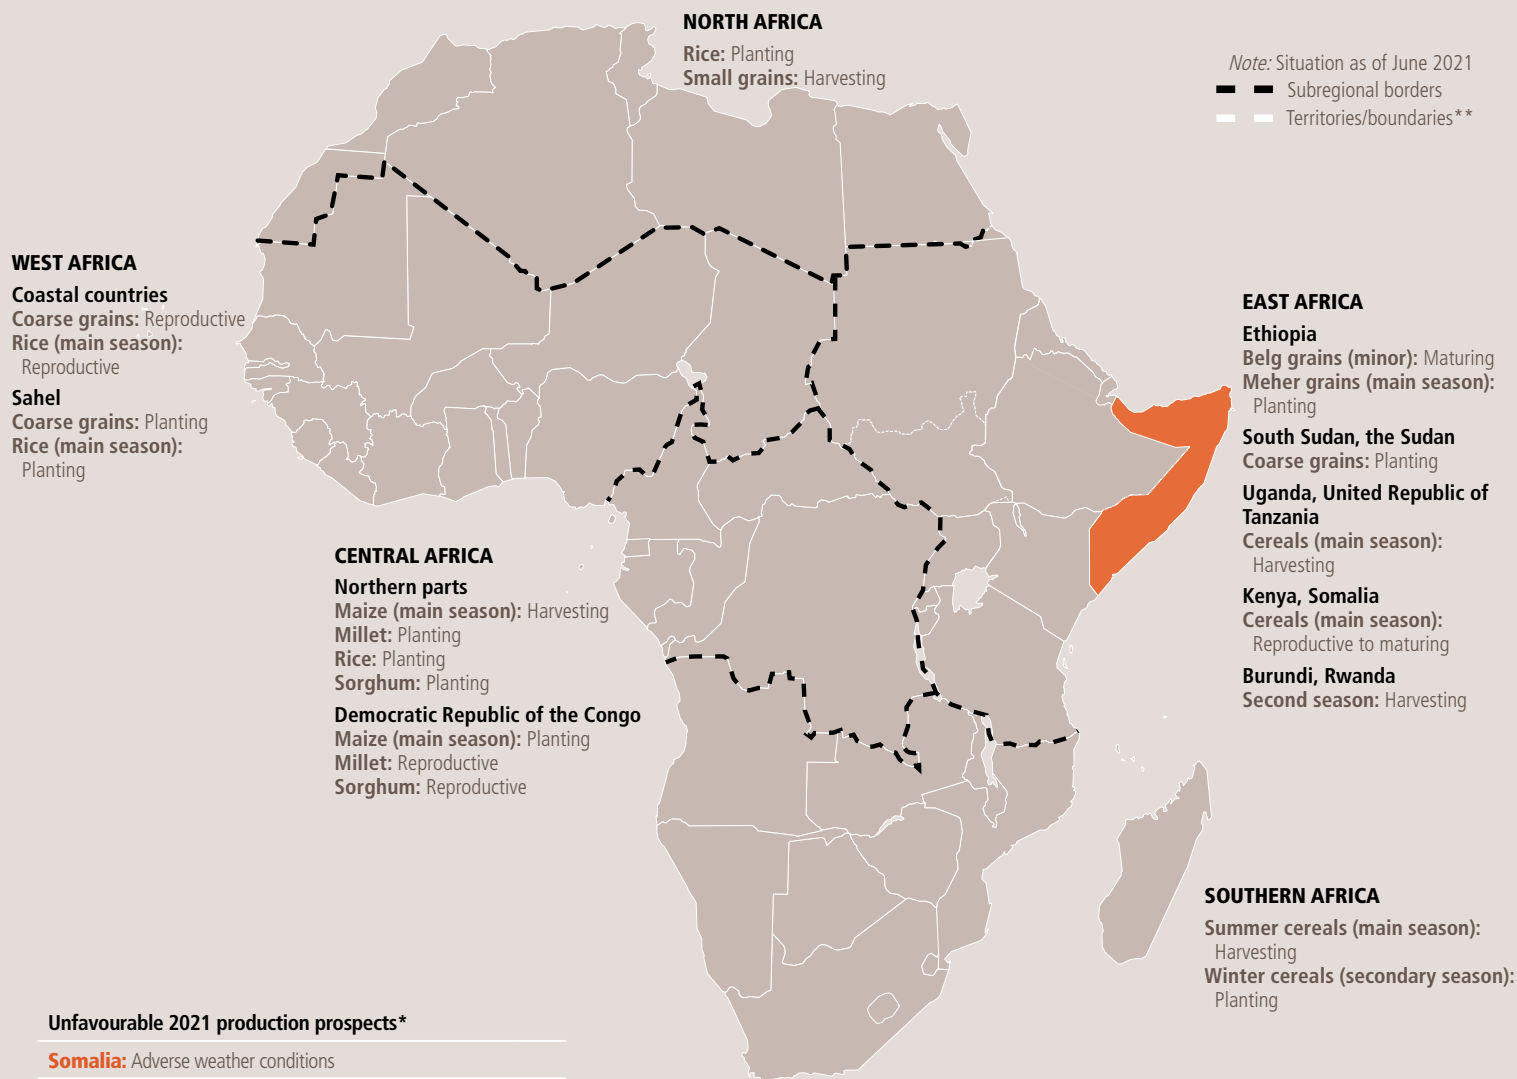 NORTH AFRICA
Rice: Planting
Small grains: Harvesting
Note: Situation as of June 2021
Subregional borders
Territories/boundaries**
WEST AFRICA
Coastal countries
Coarse grains: Reproductive
Rice (main season):
Reproductive
Sahel
Coarse grains: Planting
Rice (main season):
Planting
EAST AFRICA
Ethiopia
Belg grains (minor): Maturing
Meher grains (main season):
Planting
South Sudan, the Sudan
Coarse grains: Planting
Uganda, United Republic of
Tanzania
Cereals (main season):
Harvesting
Kenya, Somalia
Cereals (main season):
Reproductive to maturing
Burundi, Rwanda
Second season: Harvesting
CENTRAL AFRICA
Northern parts
Maize (main season): Harvesting
Millet: Planting
Rice: Planting
Sorghum: Planting
Democratic Republic of the Congo
Maize (main season): Planting
Millet: Reproductive
Sorghum: Reproductive
SOUTHERN AFRICA
Summer cereals (main season):
Harvesting
Winter cereals (secondary season):
Planting
Unfavourable 2021 production prospects*
Somalia: Adverse weather conditions